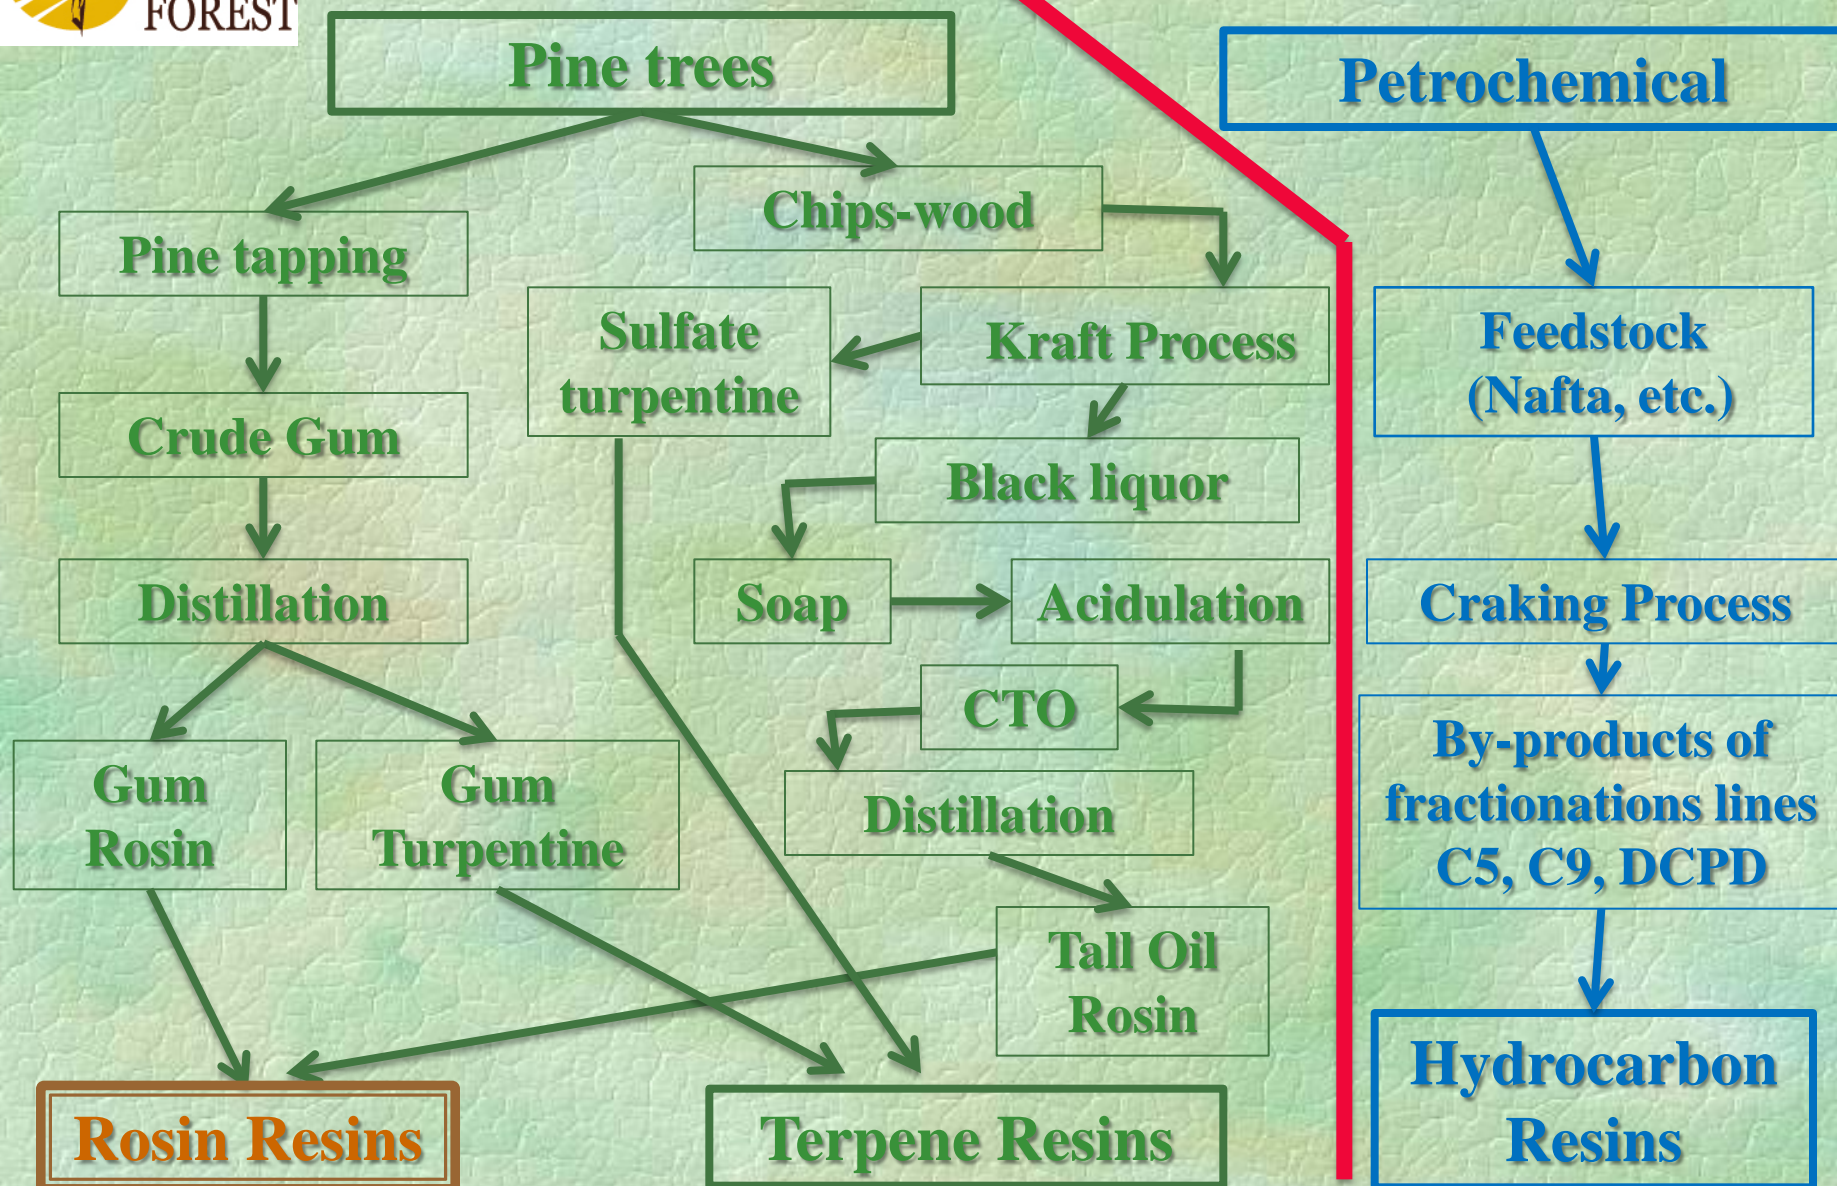 FOREST
Pine trees
Petrochemical
Chips-wood
Pine tapping
Sulfate
turpentine
Kraft Process
Feedstock
(Nafta, etc.)
Crude Gum
Black liquor
Distillation
Soap
Acidulation
Craking Process
CTO
Gum
Rosin
Gum
Turpentine
Distillation
By-products of
fractionations lines
C5, C9, DCPD
Tall Oil
Rosin
Rosin Resins
Terpene Resins
Hydrocarbon
Resins